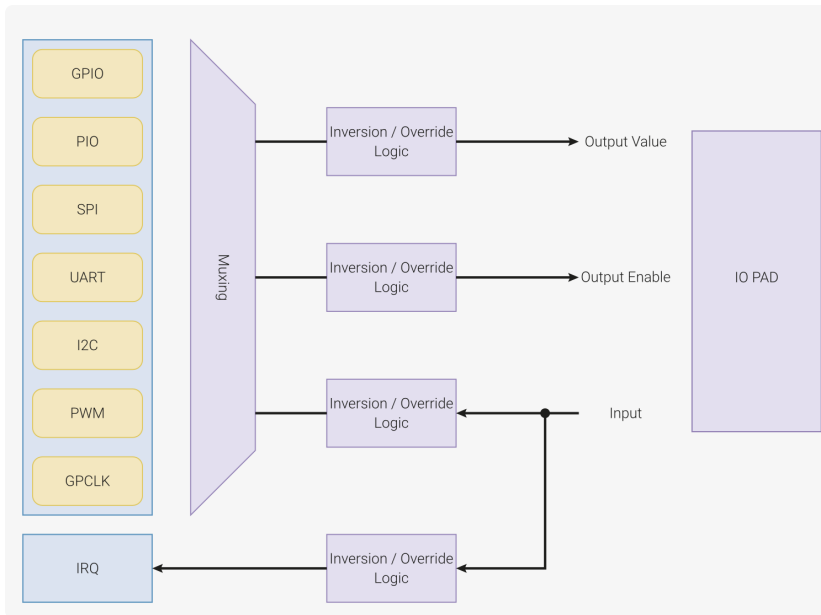 GPIO
PIO
SPI
UART
I2C
PWM
GPCLK
IRQ
Muxing
Inversion / Override
Logic
Inversion / Override
Logic
Inversion / Override
Logic
Inversion / Override
Logic
Output Value
Output Enable
Input
IO PAD